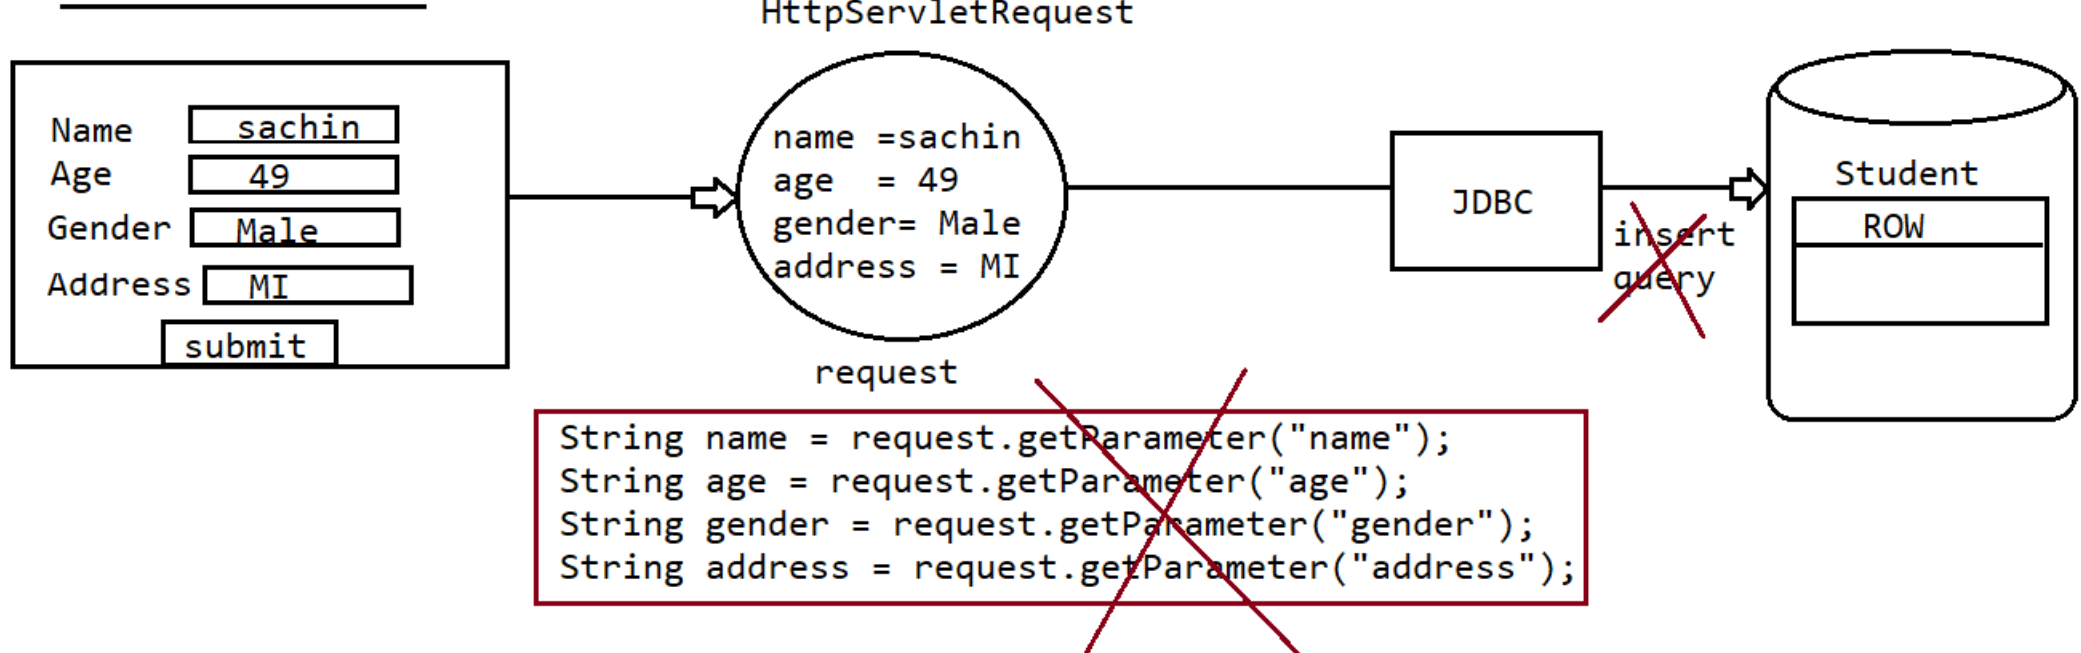 HttpServletRequest
Name sachin
Age 49
Gender Male
Address MI
submit
name =sachin
age  = 49
gender= Male
address = MI
request
JDBC
insert
query
Student
ROW
String name = request.getParameter("name");
String age = request.getParameter("age");
String gender = request.getParameter("gender");
String address = request.getParameter("address");